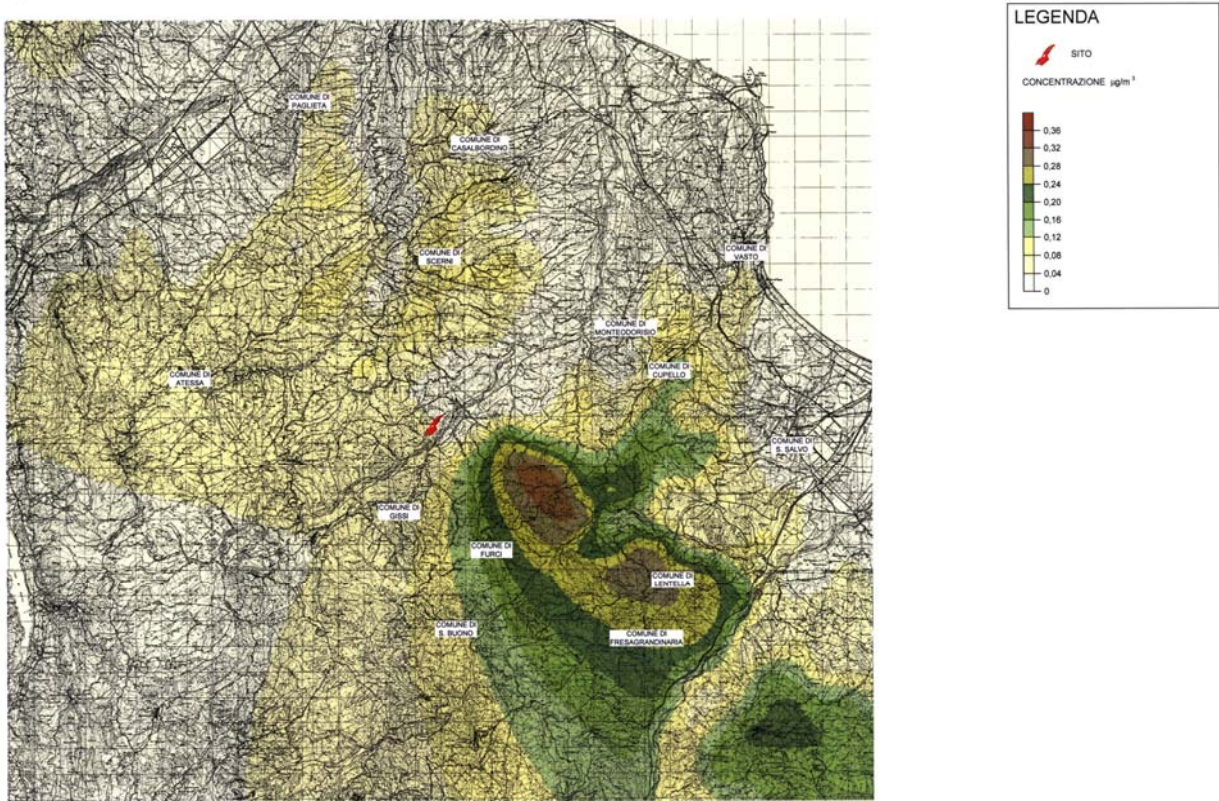 LEGENDA
SITO
CONCENTRAZIONE µg/m³
0,36
0,32
0,28
0,24
0,20
0,16
0,12
0,08
0,04
0
COMUNE DI
PAGLIETA
COMUNE DI
CASALBORDINO
COMUNE DI
SCERNI
COMUNE DI
VASTO
COMUNE DI
MONTEODORISIO
COMUNE DI
CUPELLO
COMUNE DI
ATESSA
COMUNE DI
S. SALVO
COMUNE DI
GISSI
COMUNE DI
FURCI
COMUNE DI
LENTELLA
COMUNE DI
S. BUONO
COMUNE DI
FRESAGRANDINARIA